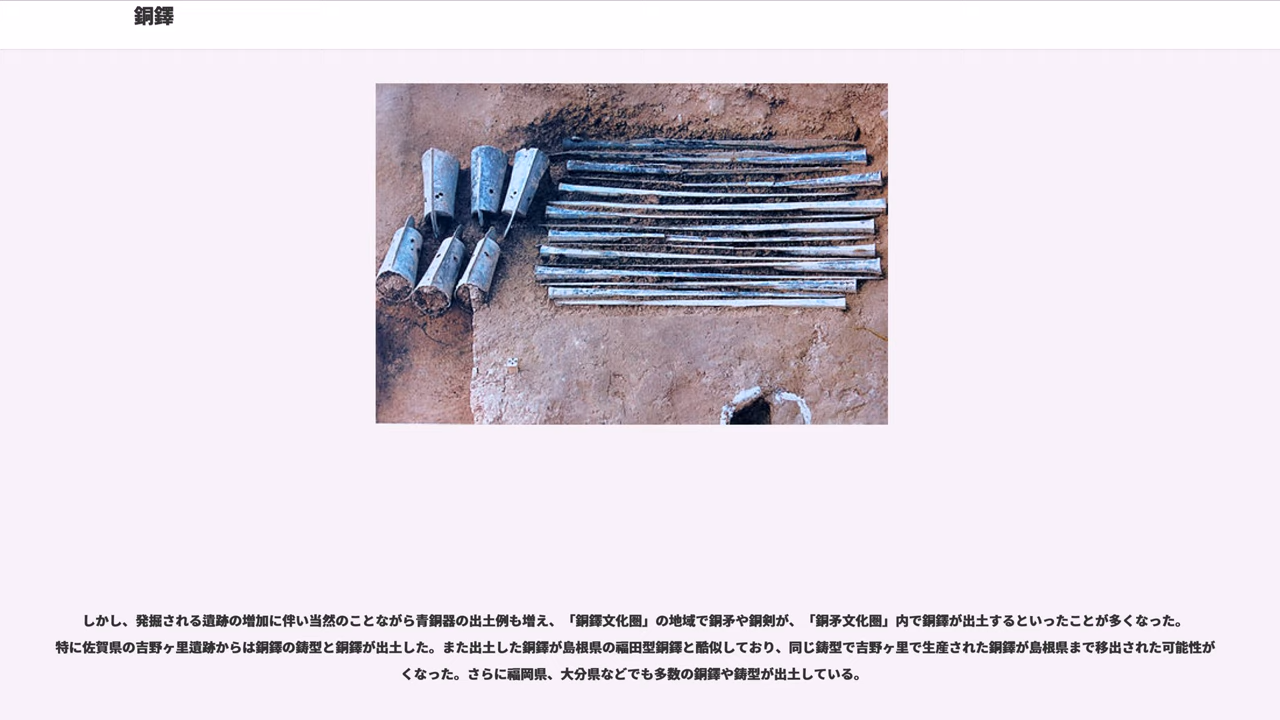 銅鐸
しかし、発掘される遺跡の増加に伴い当然のことながら青銅器の出土例も増え、「銅鐸文化圏」の地域で銅矛や銅剣が、「銅矛文化圏」内で銅鐸が出土するといったことが多くなった。
特に佐賀県の吉野ヶ里遺跡からは銅鐸の鋳型と銅鐸が出土した。また出土した銅鐸が島根県の福田型銅鐸と酷似しており、同じ鋳型で吉野ヶ里で生産された銅鐸が島根県まで移出された可能性が
くなった。さらに福岡県、大分県などでも多数の銅鐸や鋳型が出土している。